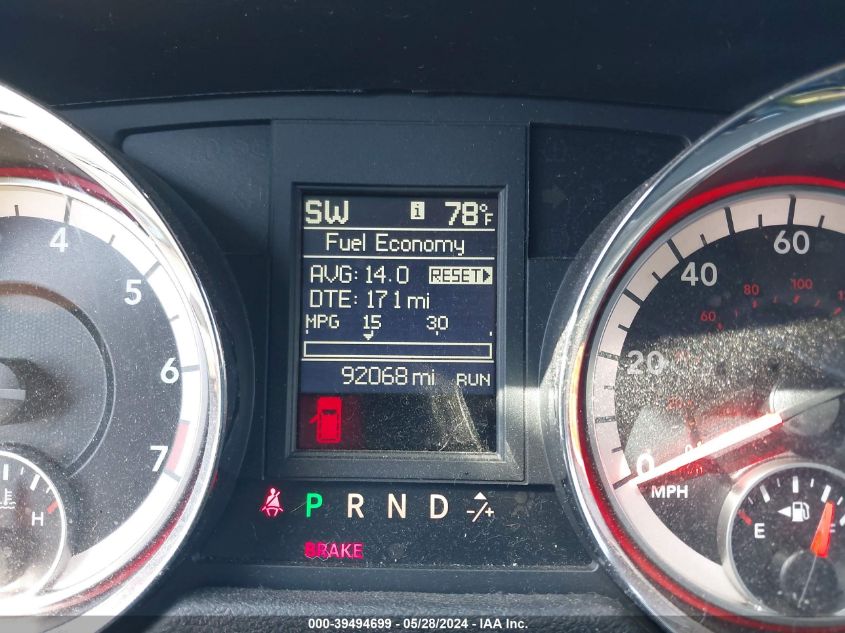 SW i 78°F
Fuel Economy
AVG: 14.0 RESET
DTE: 171 mi
MPG 15 30
92068 mi RUN
P R N D -/+
BRAKE
4
5
6
7
H
0
20
40
60
60
80
100
MPH
E
F
000-39494699 - 05/28/2024 - IAA Inc.